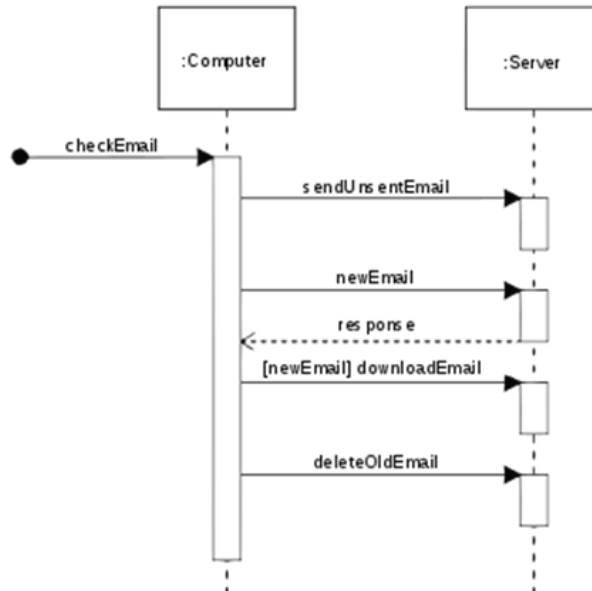 :Computer
:Server
checkEmail
sendUnsentEmail
newEmail
response
[newEmail] downloadEmail
deleteOldEmail